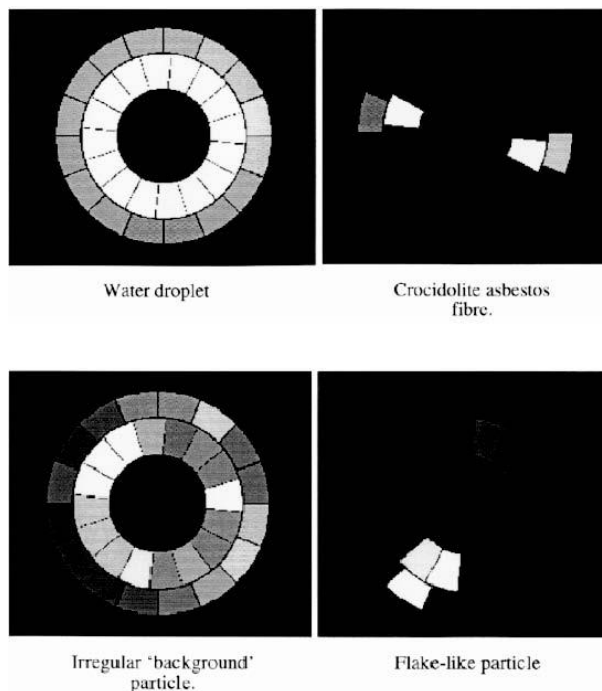 Water droplet
Crocidolite asbestos
fibre.
Irregular ‘background’
particle.
Flake-like particle